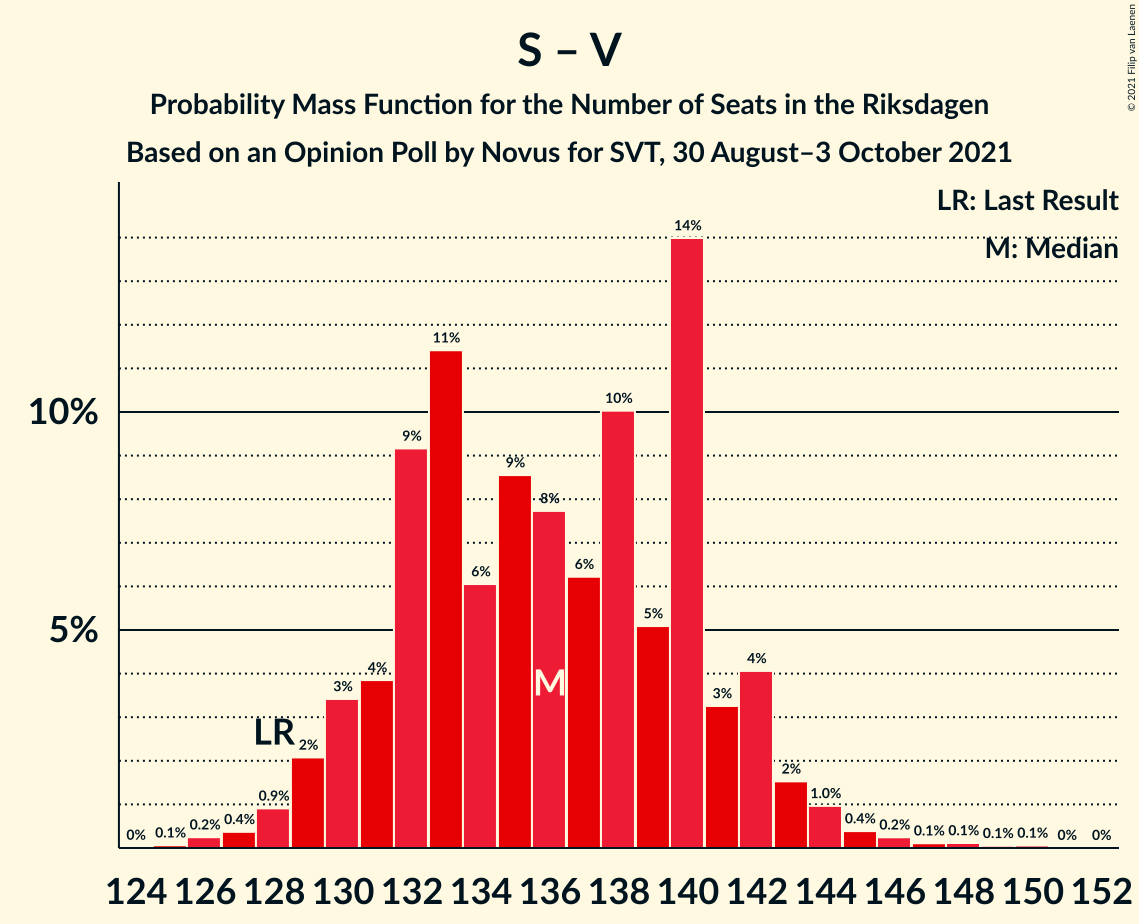 S – V
Probability Mass Function for the Number of Seats in the Riksdagen
Based on an Opinion Poll by Novus for SVT, 30 August–3 October 2021
© 2021 Filip van Laenen
LR: Last Result
M: Median
14%
11%
10%
10%
9%
9%
8%
6%
6%
5%
5%
4%
4%
3%
3%
M
LR
2%
2%
0.9%
1.0%
0% 0.1% 0.2% 0.4% 0.4% 0.2% 0.1% 0.1% 0.1% 0.1% 0% 0%
124 126 128 130 132 134 136 138 140 142 144 146 148 150 152